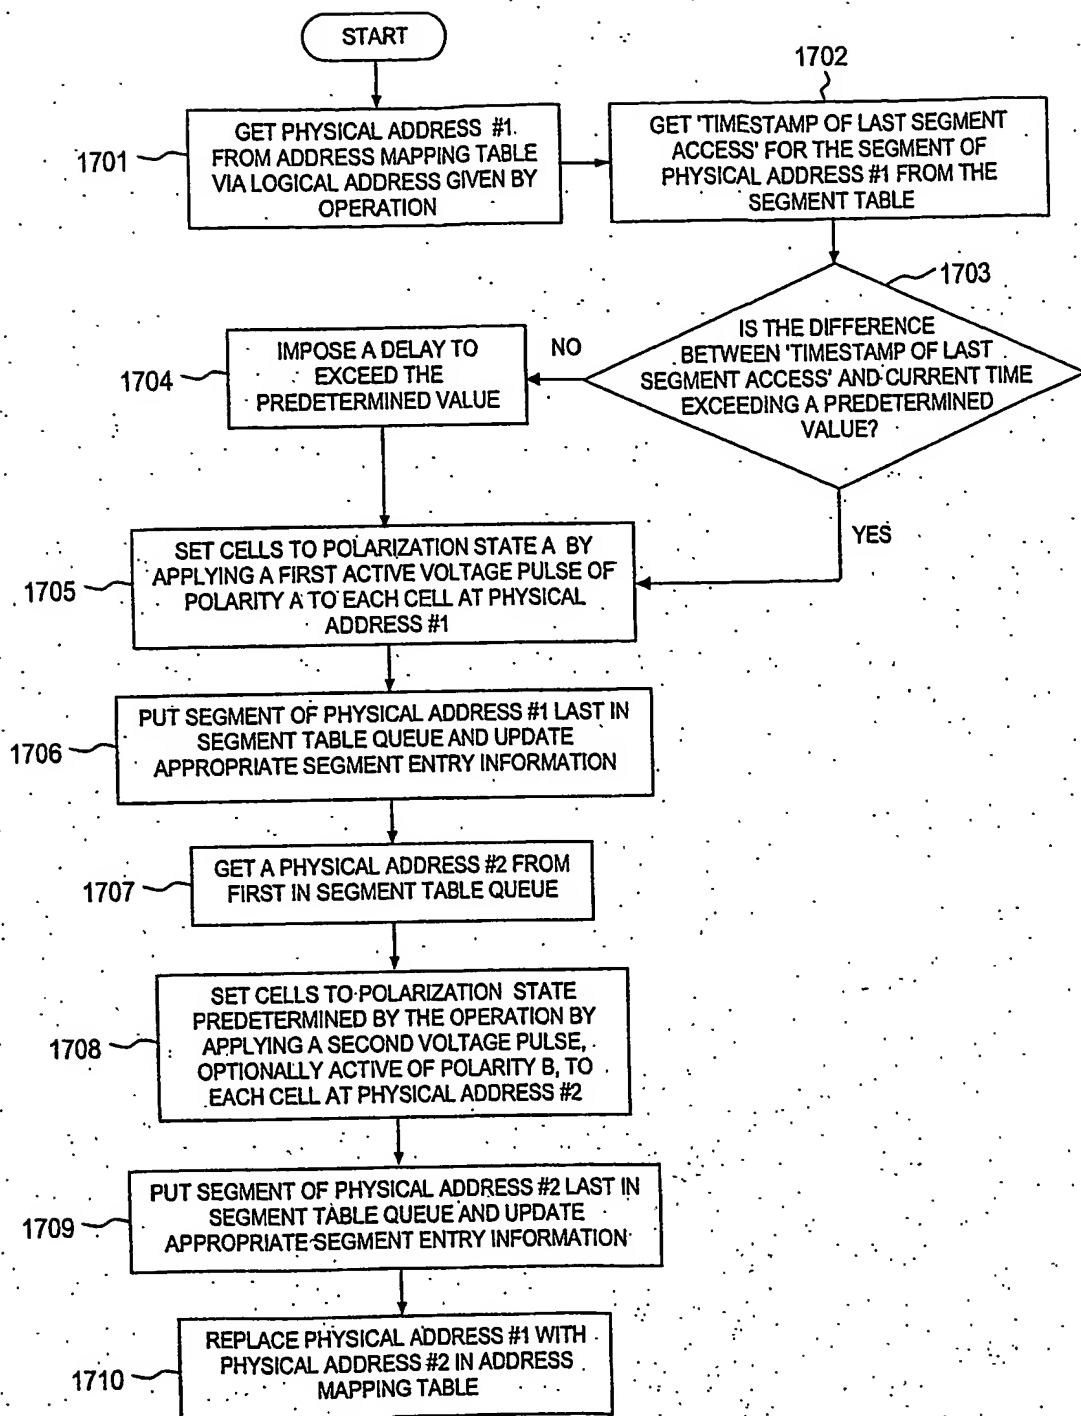 START
1701
GET PHYSICAL ADDRESS #1.
FROM ADDRESS MAPPING TABLE
VIA LOGICAL ADDRESS GIVEN BY
OPERATION
1702
GET 'TIMESTAMP OF LAST SEGMENT
ACCESS' FOR THE SEGMENT OF
PHYSICAL ADDRESS #1 FROM THE
SEGMENT TABLE
1703
IS THE DIFFERENCE
BETWEEN 'TIMESTAMP OF LAST
SEGMENT ACCESS' AND CURRENT TIME
EXCEEDING A PREDETERMINED
VALUE?
NO
YES
1704
IMPOSE A DELAY TO
EXCEED THE
PREDETERMINED VALUE
1705
SET CELLS TO POLARIZATION STATE A BY
APPLYING A FIRST ACTIVE VOLTAGE PULSE OF
POLARITY A TO EACH CELL AT PHYSICAL
ADDRESS #1
1706
PUT SEGMENT OF PHYSICAL ADDRESS #1 LAST IN
SEGMENT TABLE QUEUE AND UPDATE
APPROPRIATE SEGMENT ENTRY INFORMATION
1707
GET A PHYSICAL ADDRESS #2 FROM
FIRST IN SEGMENT TABLE QUEUE
1708
SET CELLS TO POLARIZATION STATE
PREDETERMINED BY THE OPERATION BY
APPLYING A SECOND VOLTAGE PULSE,
OPTIONALLY ACTIVE OF POLARITY B, TO
EACH CELL AT PHYSICAL ADDRESS #2
1709
PUT SEGMENT OF PHYSICAL ADDRESS #2 LAST IN
SEGMENT TABLE QUEUE AND UPDATE
APPROPRIATE SEGMENT ENTRY INFORMATION
1710
REPLACE PHYSICAL ADDRESS #1 WITH
PHYSICAL ADDRESS #2 IN ADDRESS
MAPPING TABLE